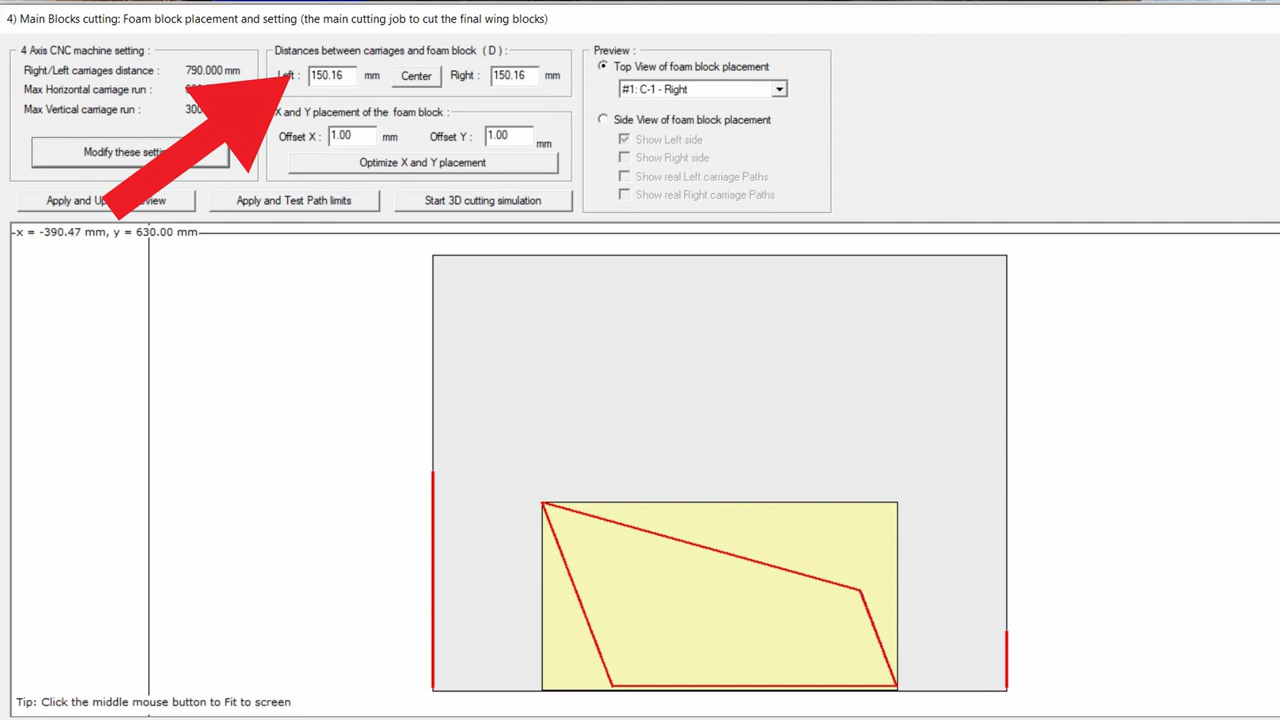 4) Main Blocks cutting: Foam block placement and setting (the main cutting job to cut the final wing blocks)
4 Axis CNC machine setting :
Right/Left carriages distance : 790.000 mm
Max Horizontal carriage run :
Max Vertical carriage run :
Modify these
Distances between carriages and foam block ( D ) :
Left : 150.16 mm Center Right : 150.16 mm
X and Y placement of the foam block :
Offset X : 1.00 mm Offset Y : 1.00 mm
Optimize X and Y placement
Preview :
Top View of foam block placement
#1: C-1 - Right
Side View of foam block placement
Show Left side
Show Right side
Show real Left carriage Paths
Show real Right carriage Paths
Apply and
Apply and Test Path limits
Start 3D cutting simulation
x = -390.47 mm, y = 630.00 mm
Tip: Click the middle mouse button to Fit to screen